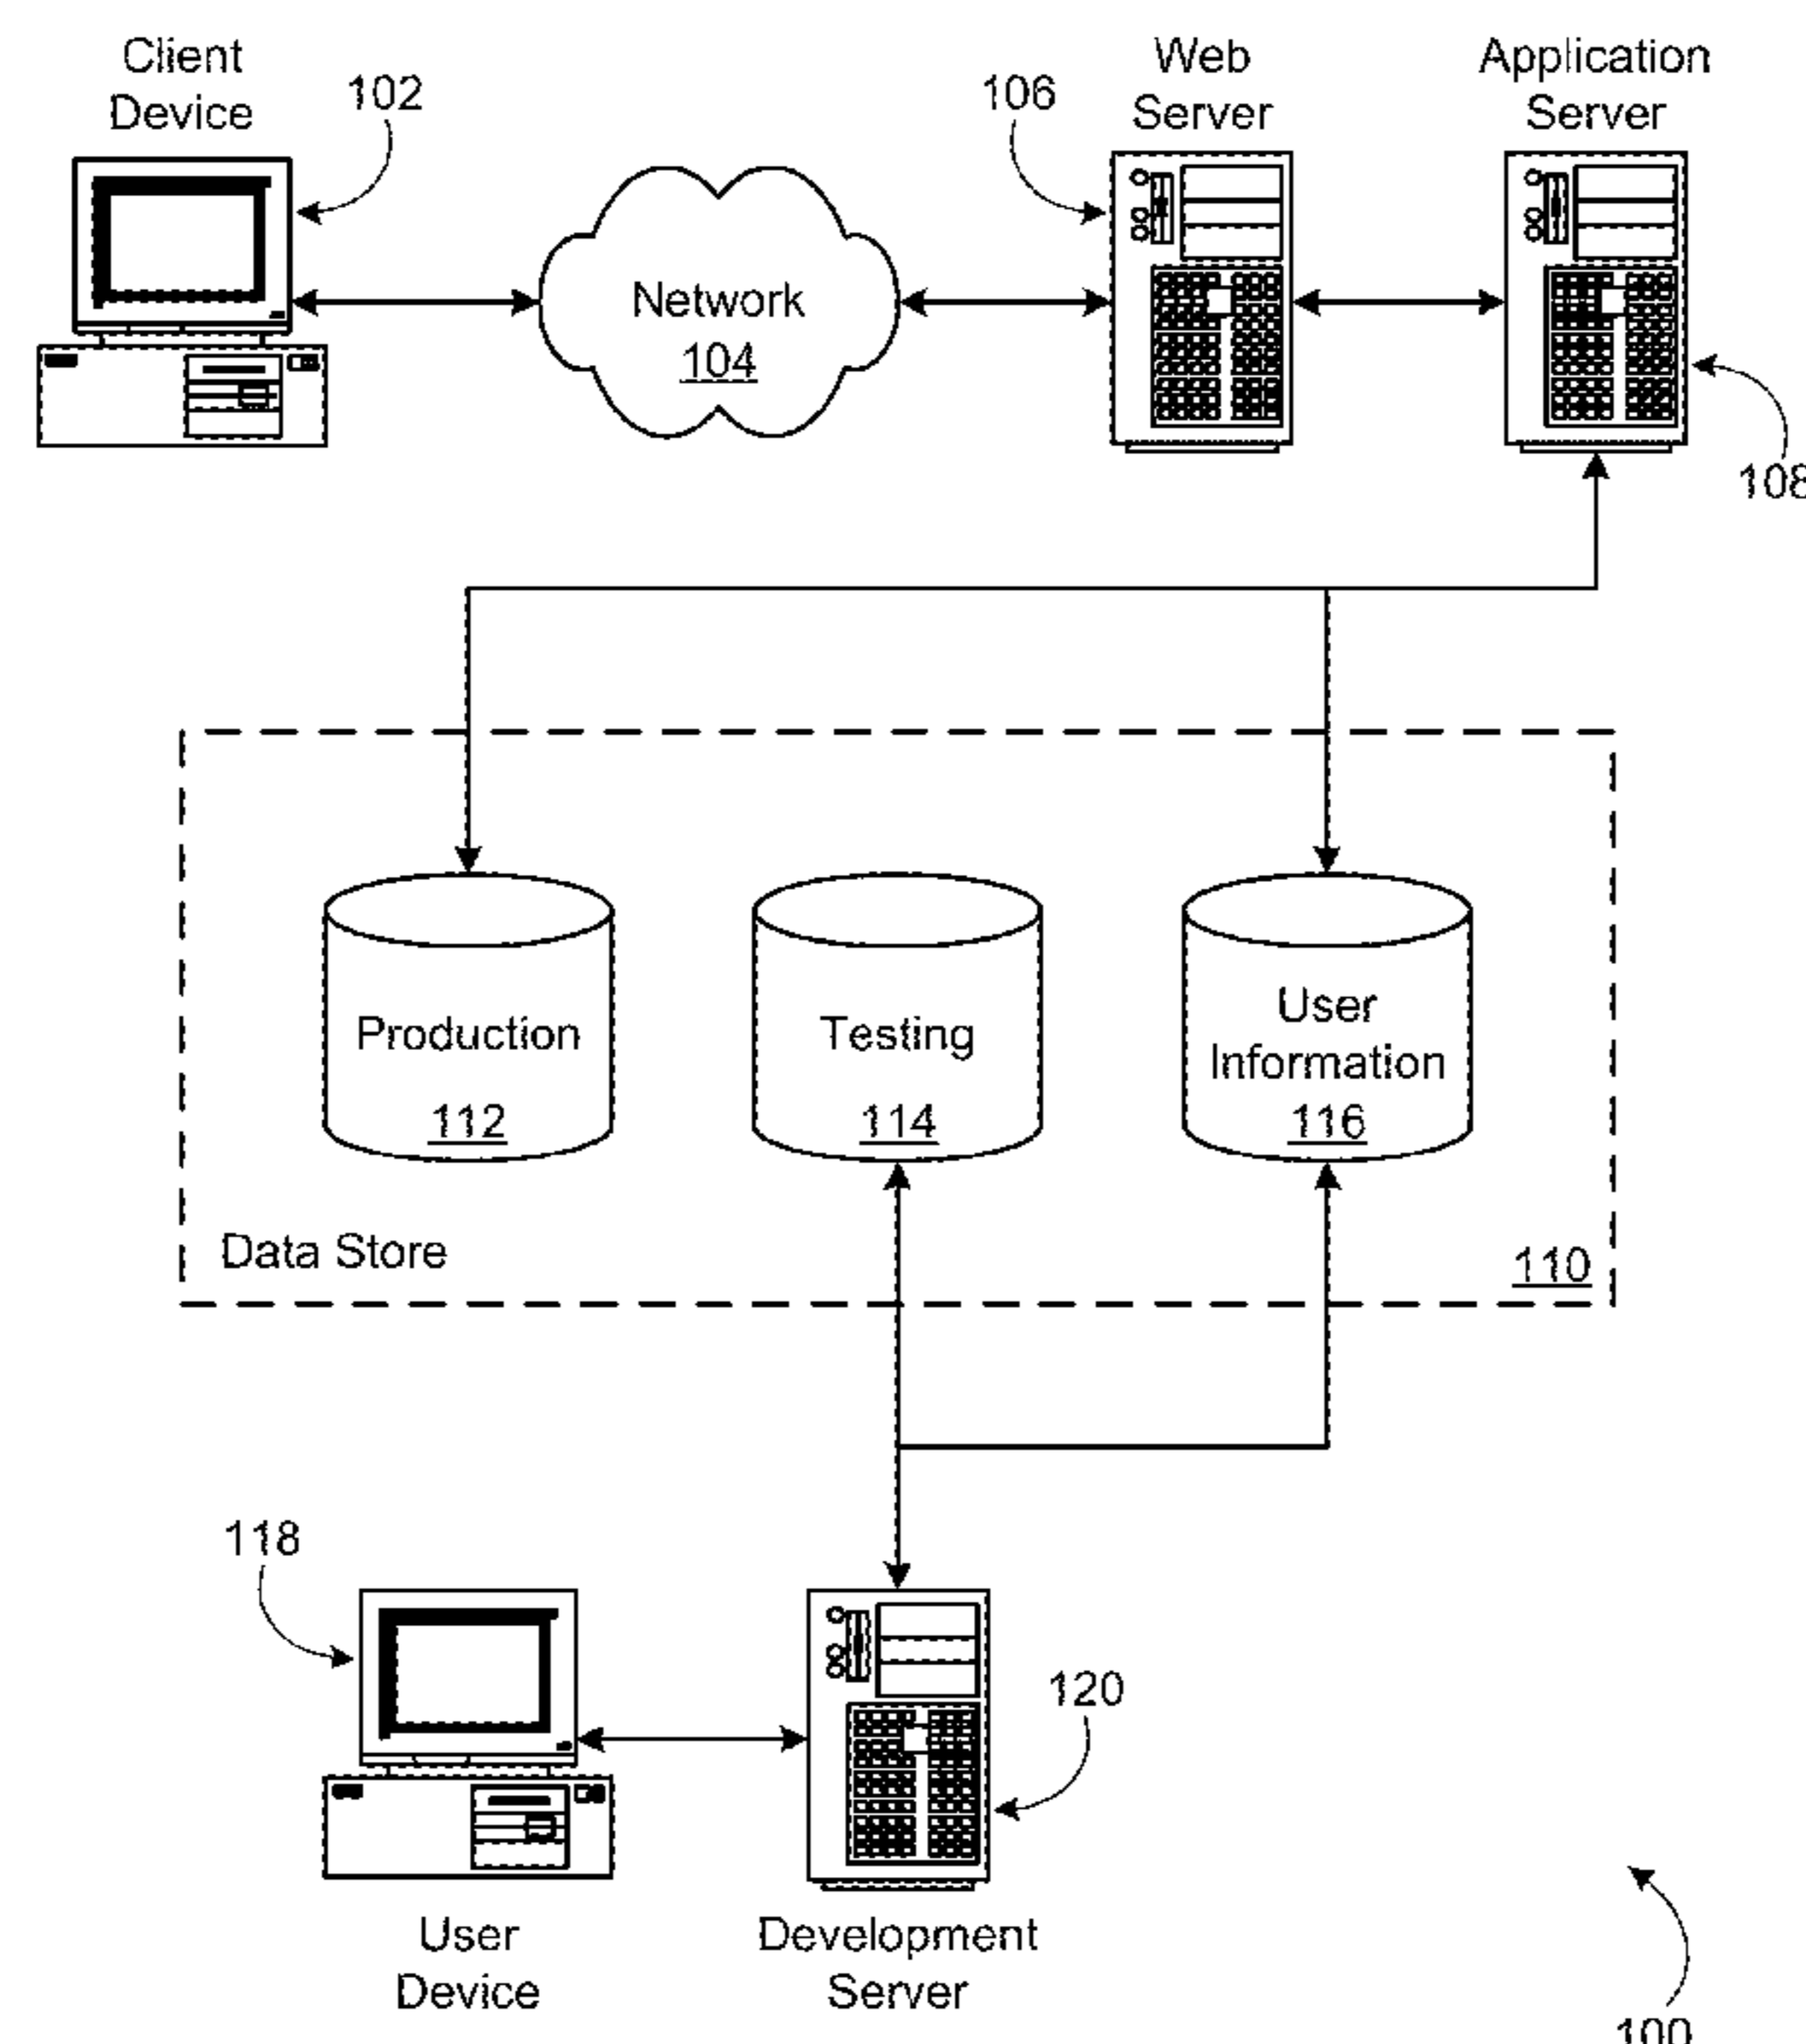 Client
Device
102
106
Web
Server
Application
Server
Network
104
108
Production
112
Testing
114
User
Information
116
Data Store
110
118
120
User
Device
Development
Server
100